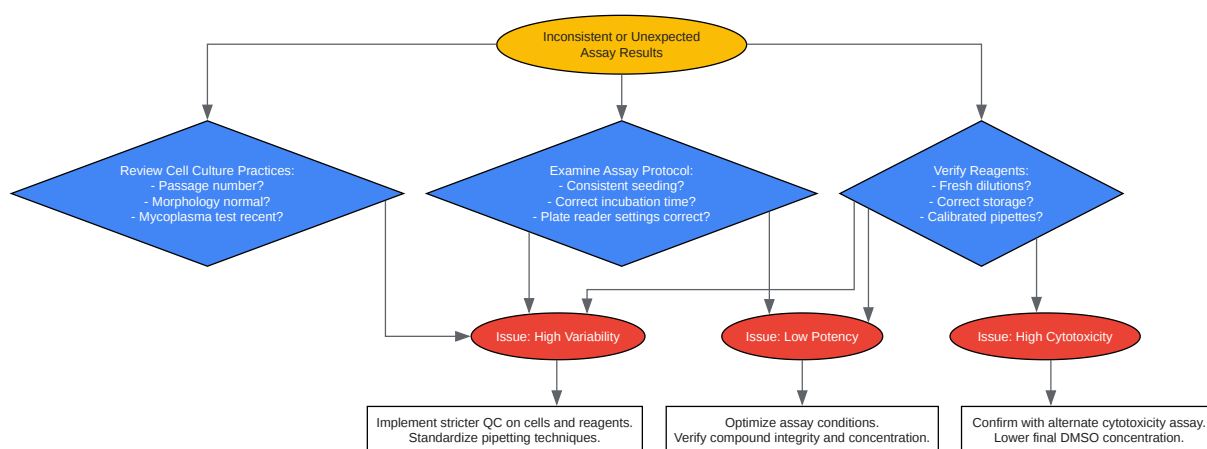 Inconsistent or Unexpected
Assay Results
Review Cell Culture Practices:
- Passage number?
- Morphology normal?
- Mycoplasma test recent?
Examine Assay Protocol:
- Consistent seeding?
- Correct incubation time?
- Plate reader settings correct?
Verify Reagents:
- Fresh dilutions?
- Correct storage?
- Calibrated pipettes?
Issue: High Variability
Issue: Low Potency
Issue: High Cytotoxicity
Implement stricter QC on cells and reagents.
Standardize pipetting techniques.
Optimize assay conditions.
Verify compound integrity and concentration.
Confirm with alternate cytotoxicity assay.
Lower final DMSO concentration.